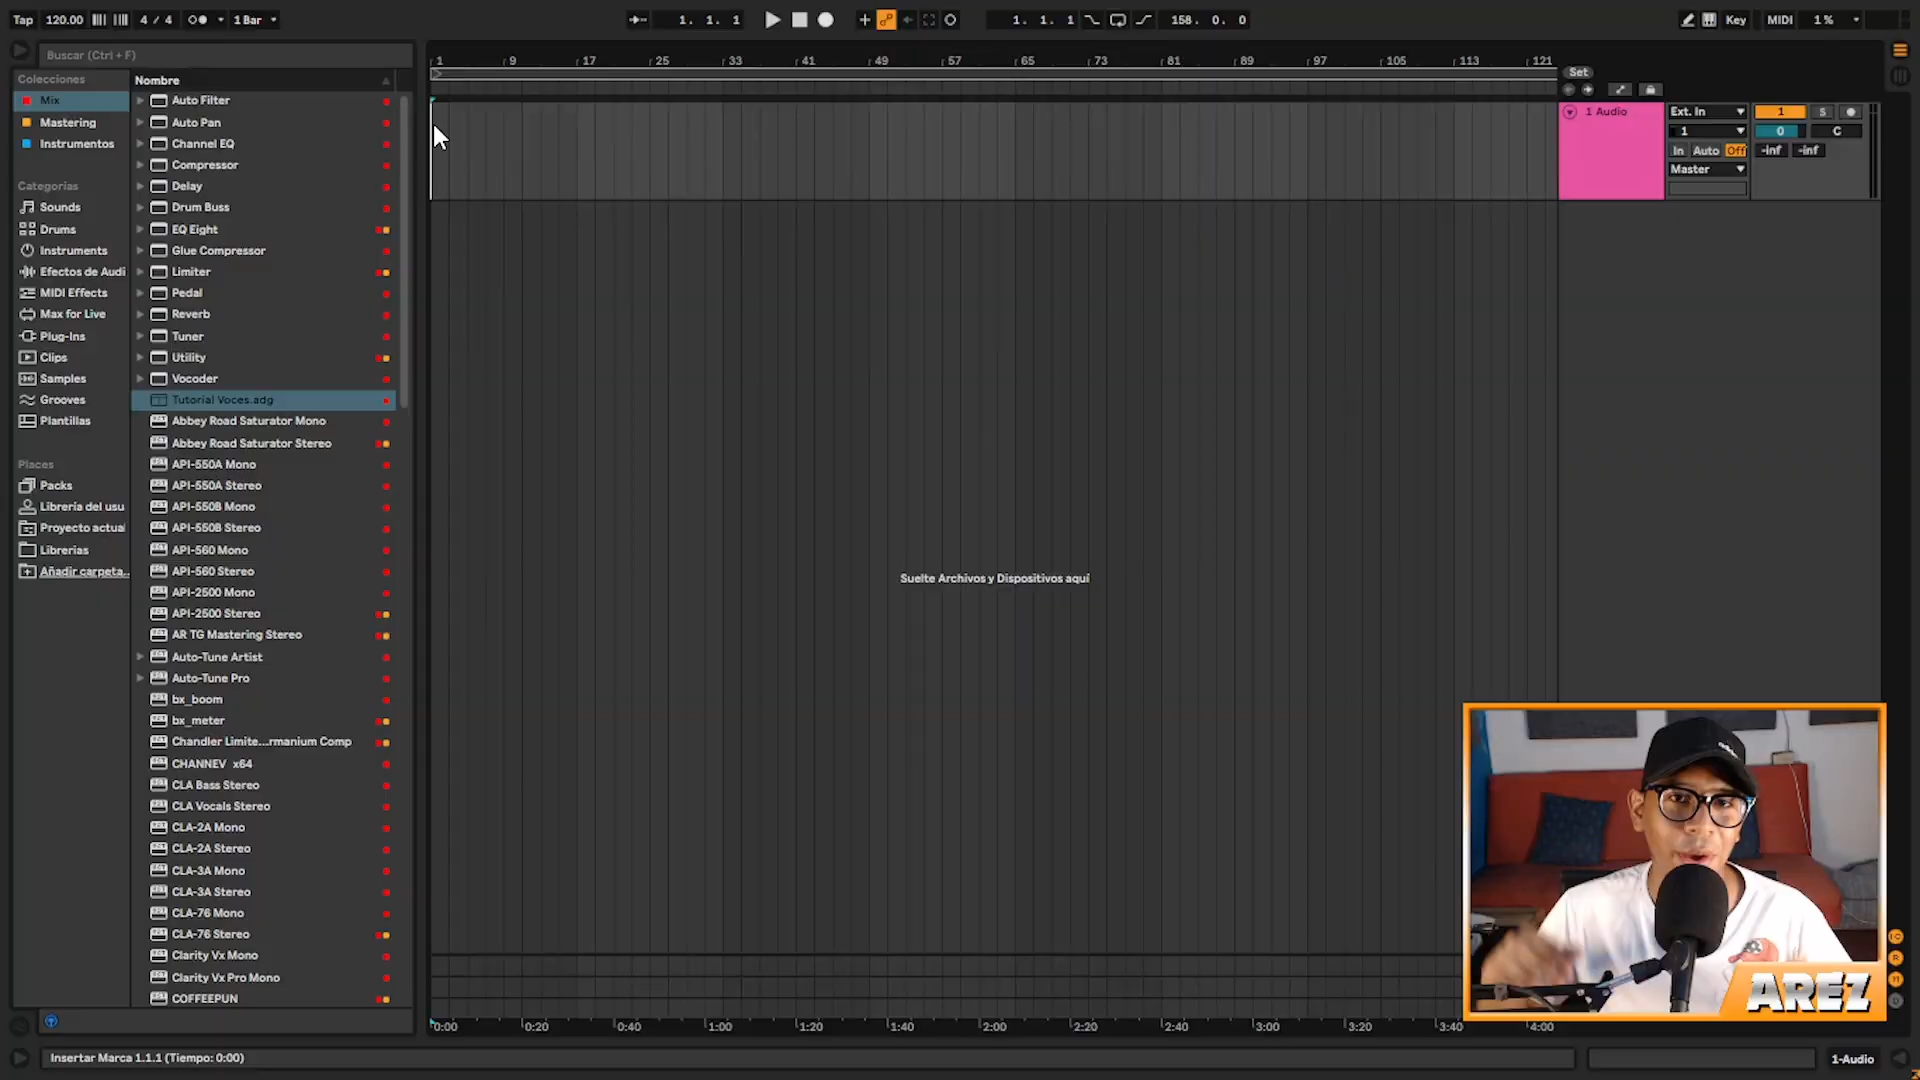 Tap 120.00 4 / 4 1 Bar 1. 1. 1 1. 1. 1 158. 0. 0 Key MIDI 1 %
Buscar (Ctrl + F)
Colecciones
Mix
Mastering
Instrumentos
Categorías
Sounds
Drums
Instruments
Efectos de Audi
MIDI Effects
Max for Live
Plug-Ins
Clips
Samples
Grooves
Plantillas
Places
Packs
Librería del usu
Proyecto actual
Librerias
Añadir carpeta..
Nombre
Auto Filter
Auto Pan
Channel EQ
Compressor
Delay
Drum Buss
EQ Eight
Glue Compressor
Limiter
Pedal
Reverb
Tuner
Utility
Vocoder
Tutorial Voces.adg
Abbey Road Saturator Mono
Abbey Road Saturator Stereo
API-550A Mono
API-550A Stereo
API-550B Mono
API-550B Stereo
API-560 Mono
API-560 Stereo
API-2500 Mono
API-2500 Stereo
AR TG Mastering Stereo
Auto-Tune Artist
Auto-Tune Pro
bx_boom
bx_meter
Chandler Limite...rmanium Comp
CHANNEV x64
CLA Bass Stereo
CLA Vocals Stereo
CLA-2A Mono
CLA-2A Stereo
CLA-3A Mono
CLA-3A Stereo
CLA-76 Mono
CLA-76 Stereo
Clarity Vx Mono
Clarity Vx Pro Mono
COFFEEPUN
1 9 17 25 33 41 49 57 65 73 81 89 97 105 113 121
Set
1 Audio
Ext. In
1 S
1
0 C
In Auto Off
-inf -inf
Master
Suelte Archivos y Dispositivos aquí
AREZ
0:00 0:20 0:40 1:00 1:20 1:40 2:00 2:20 2:40 3:00 3:20 3:40 4:00
Insertar Marca 1.1.1 (Tiempo: 0:00)
1-Audio